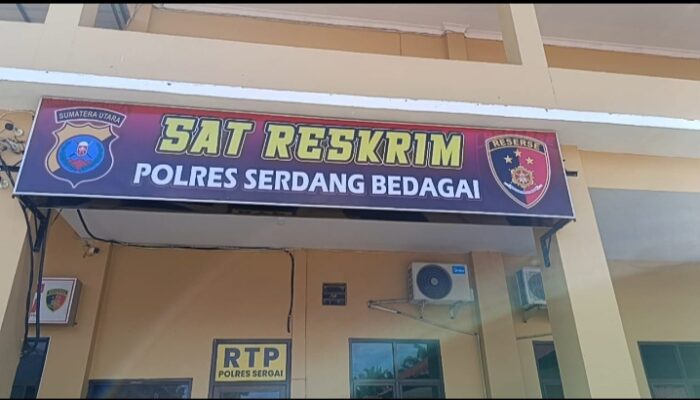 SUMATERA UTARA
SAT RESKRIM
POLRES SERDANG BEDAGAI
RESERSE
RTP
POLRES SERGAI